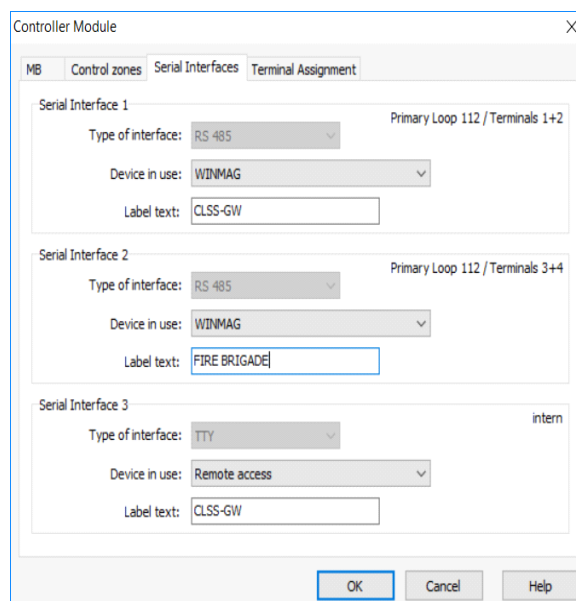 Controller Module X
MB Control zones Serial Interfaces Terminal Assignment
Serial Interface 1
Primary Loop 112 / Terminals 1+2
Type of interface: RS 485
Device in use: WINMAG
Label text: CLSS-GW
Serial Interface 2
Primary Loop 112 / Terminals 3+4
Type of interface: RS 485
Device in use: WINMAG
Label text: FIRE BRIGADE
Serial Interface 3
intern
Type of interface: TTY
Device in use: Remote access
Label text: CLSS-GW
OK Cancel Help